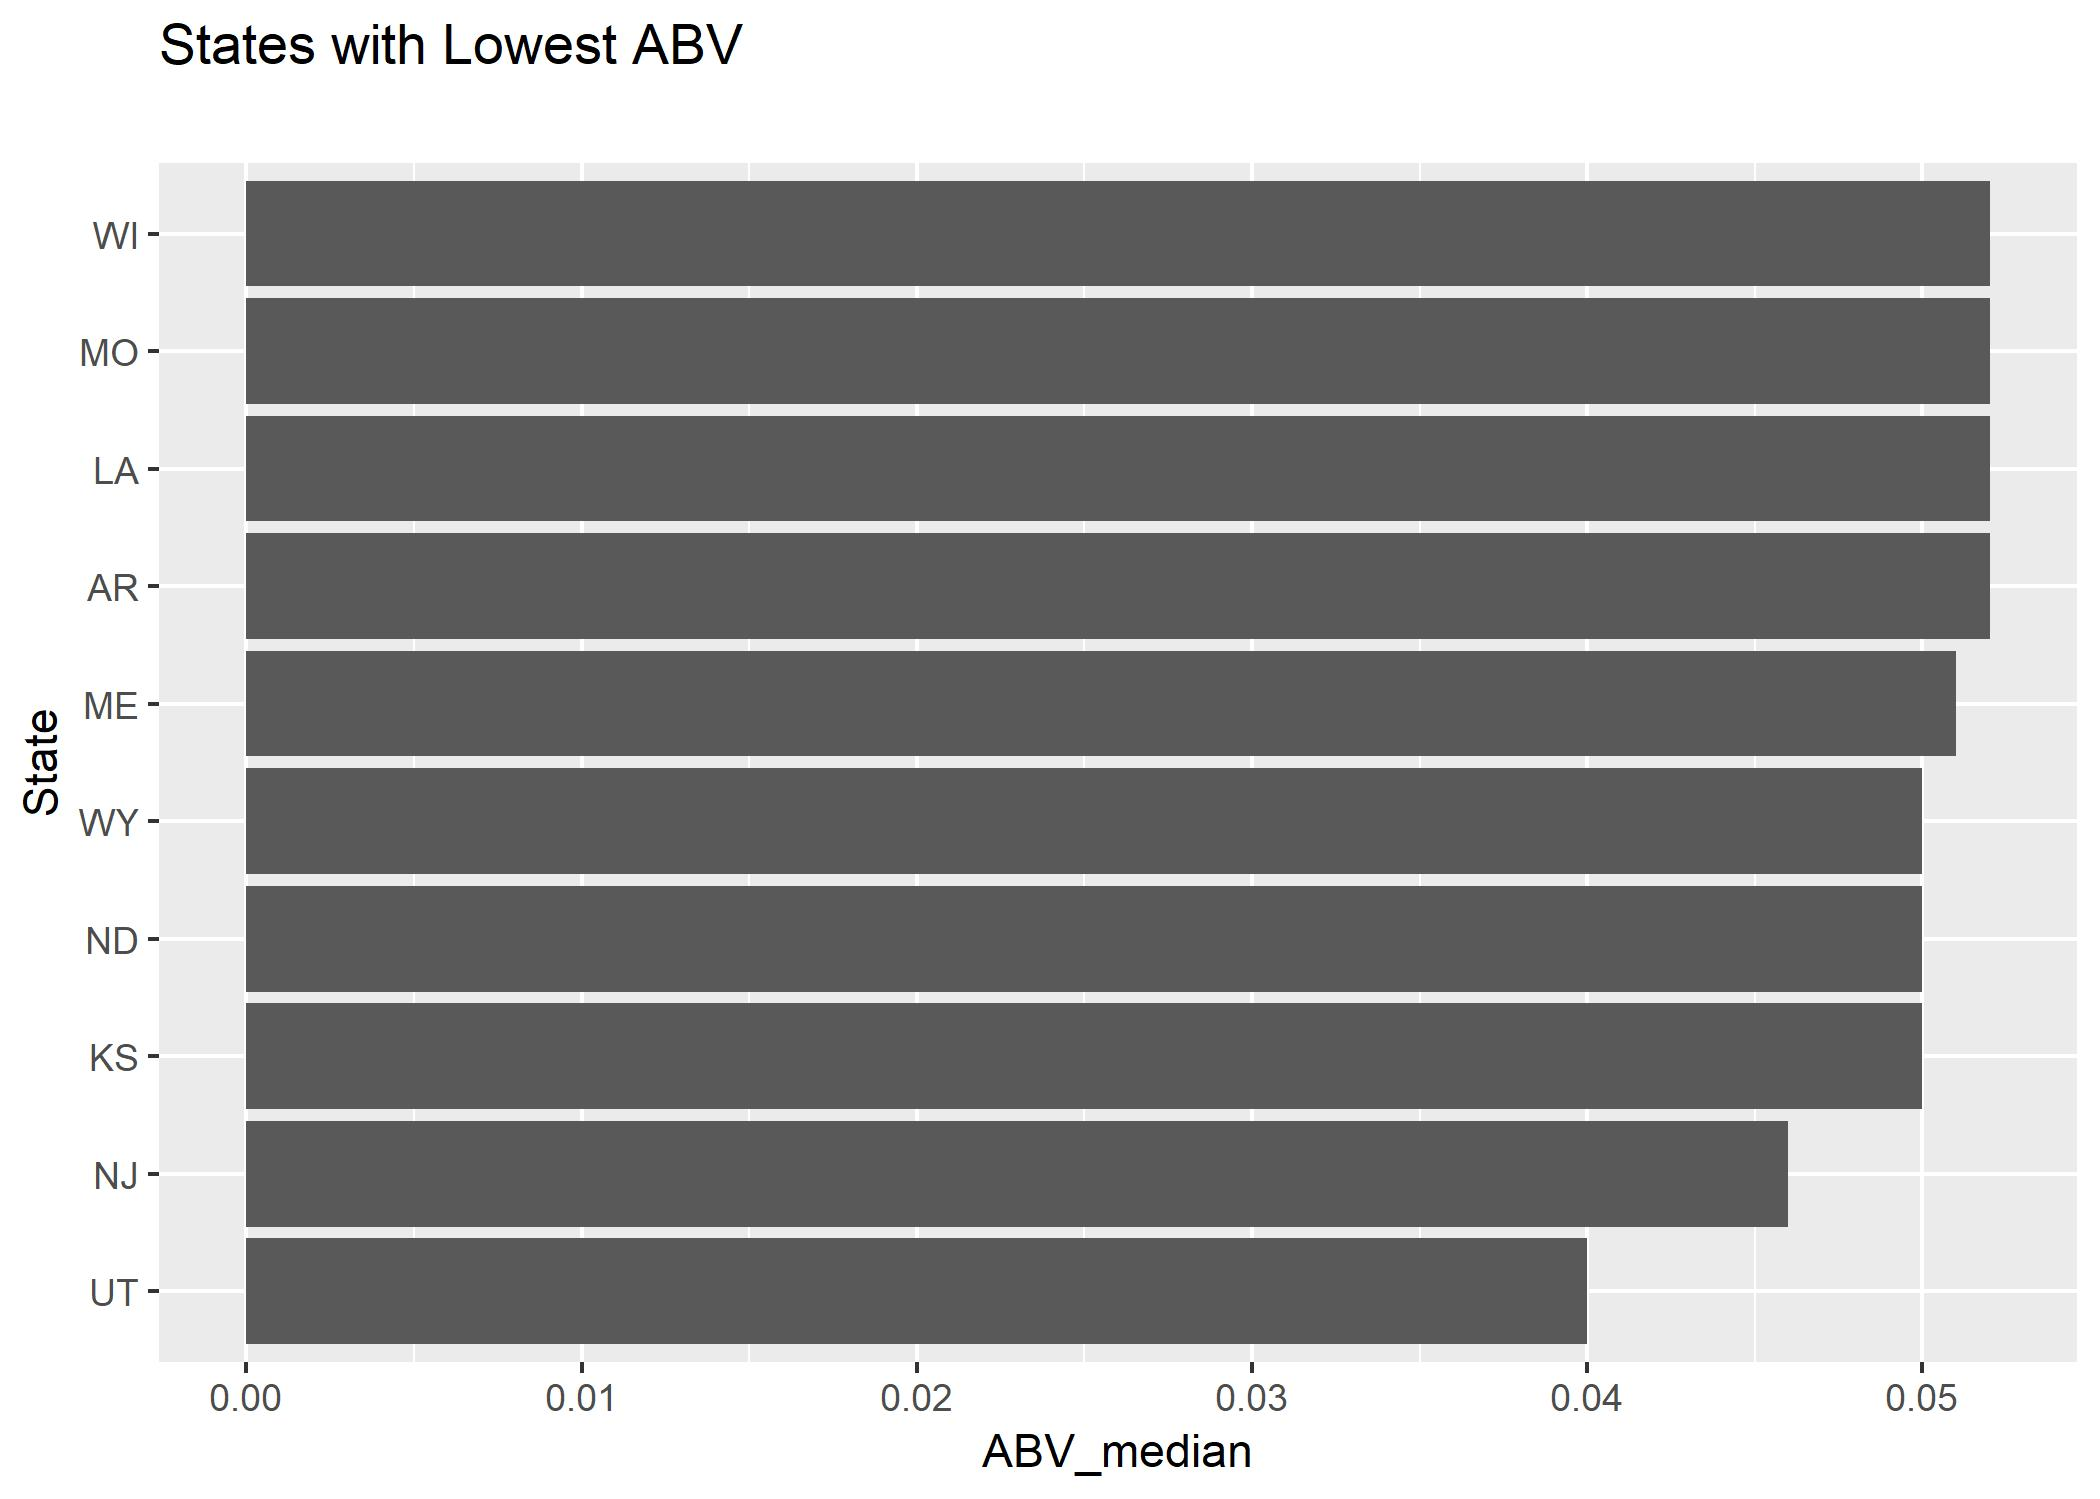 States with Lowest ABV
WI
MO
LA
AR
ME
WY
ND
KS
NJ
UT
State
0.00 0.01 0.02 0.03 0.04 0.05
ABV_median